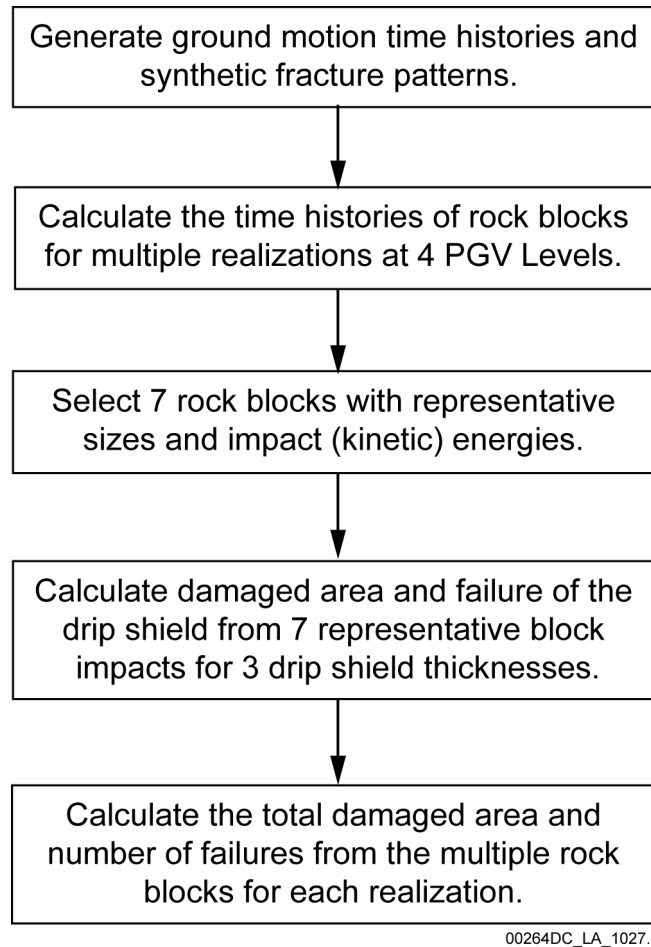 Generate ground motion time histories and
synthetic fracture patterns.
Calculate the time histories of rock blocks
for multiple realizations at 4 PGV Levels.
Select 7 rock blocks with representative
sizes and impact (kinetic) energies.
Calculate damaged area and failure of the
drip shield from 7 representative block
impacts for 3 drip shield thicknesses.
Calculate the total damaged area and
number of failures from the multiple rock
blocks for each realization.
00264DC_LA_1027.